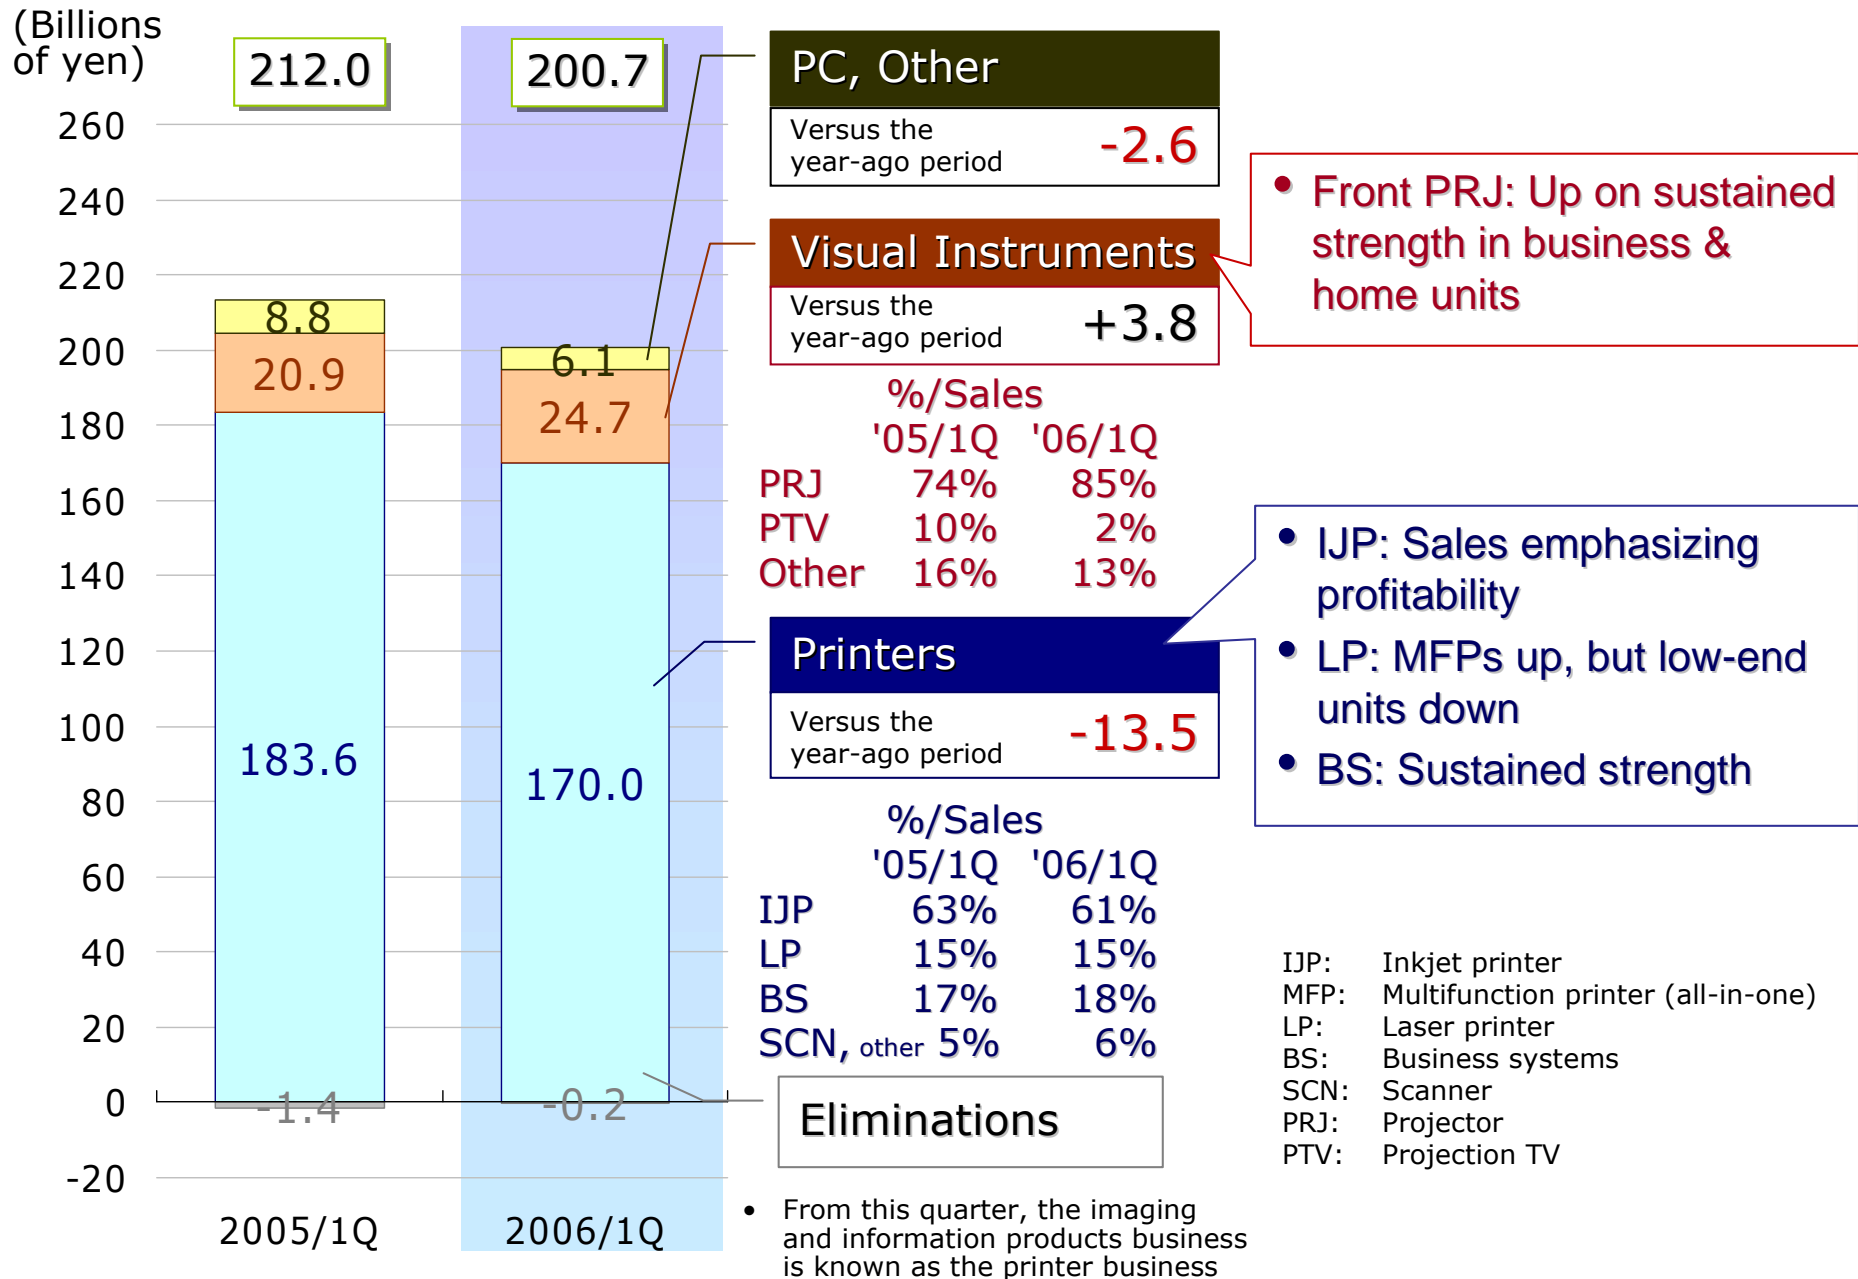 (Billions
of yen)
212.0
200.7
260
240
220
200
180
160
140
120
100
80
60
40
20
0
-20
8.8
20.9
183.6
-1.4
6.1
24.7
170.0
-0.2
2005/1Q
2006/1Q
PC, Other
Versus the
year-ago period
-2.6
Visual Instruments
Versus the
year-ago period
+3.8
%/Sales
'05/1Q '06/1Q
PRJ 74% 85%
PTV 10% 2%
Other 16% 13%
Printers
Versus the
year-ago period
-13.5
%/Sales
'05/1Q '06/1Q
IJP 63% 61%
LP 15% 15%
BS 17% 18%
SCN, other 5% 6%
Eliminations
• From this quarter, the imaging
and information products business
is known as the printer business
• Front PRJ: Up on sustained
strength in business &
home units
• IJP: Sales emphasizing
profitability
• LP: MFPs up, but low-end
units down
• BS: Sustained strength
IJP: Inkjet printer
MFP: Multifunction printer (all-in-one)
LP: Laser printer
BS: Business systems
SCN: Scanner
PRJ: Projector
PTV: Projection TV